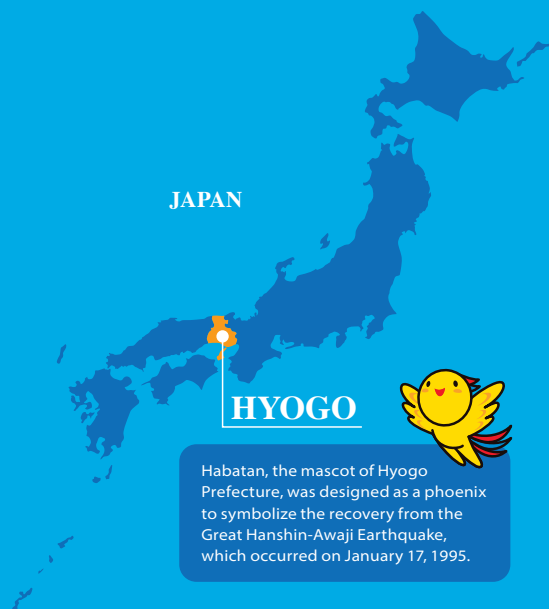 JAPAN
HYOGO
Habatan, the mascot of Hyogo
Prefecture, was designed as a phoenix
to symbolize the recovery from the
Great Hanshin-Awaji Earthquake,
which occurred on January 17, 1995.